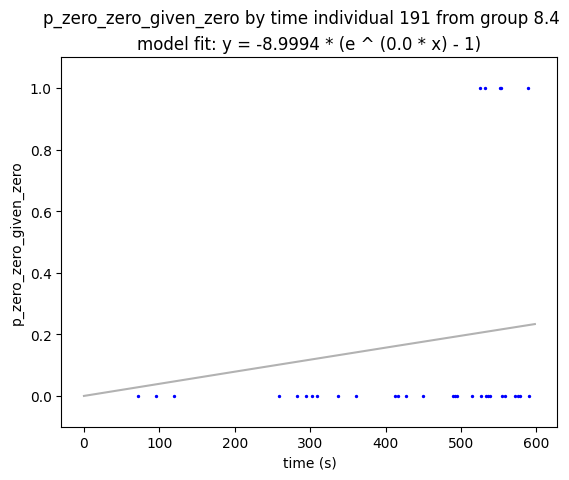 p_zero_zero_given_zero by time individual 191 from group 8.4
model fit: y = -8.9994 * (e ^ (0.0 * x) - 1)
1.0
0.8
0.6
0.4
0.2
0.0
p_zero_zero_given_zero
0 100 200 300 400 500 600
time (s)